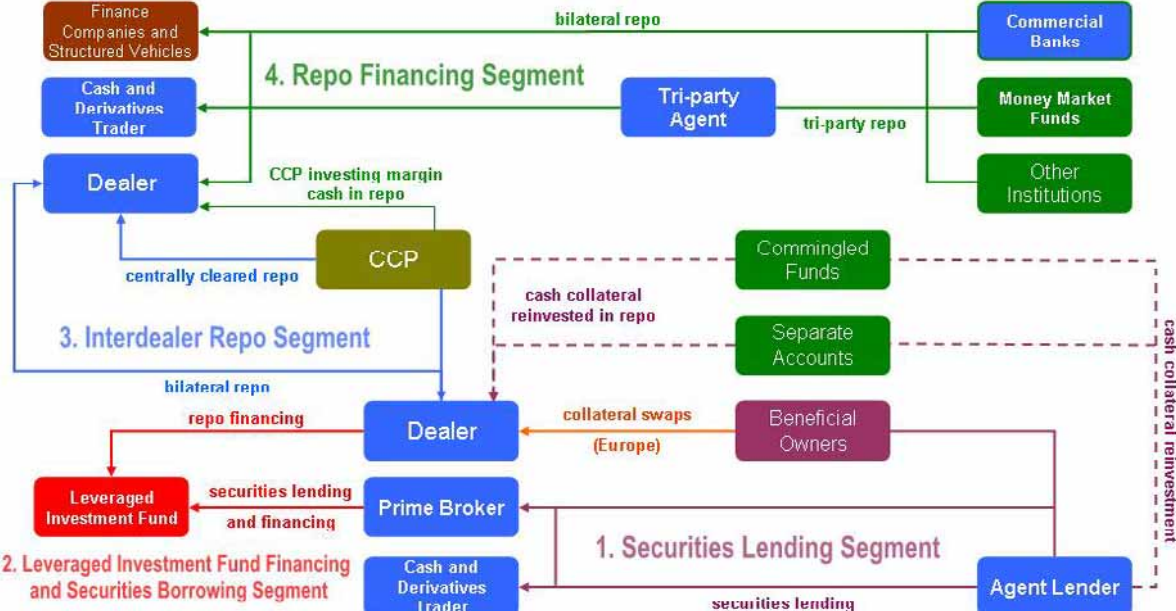 Finance
Companies and
Structured Vehicles
bilateral repo
Commercial
Banks
4. Repo Financing Segment
Cash and
Derivatives
Trader
Tri-party
Agent
tri-party repo
Money Market
Funds
Dealer
CCP investing margin
cash in repo
Other
Institutions
CCP
centrally cleared repo
Commingled
Funds
cash collateral
reinvested in repo
3. Interdealer Repo Segment
Separate
Accounts
cash collateral reinvestment
bilateral repo
repo financing
Dealer
collateral swaps
(Europe)
Beneficial
Owners
Leveraged
Investment Fund
securities lending
and financing
Prime Broker
1. Securities Lending Segment
2. Leveraged Investment Fund Financing
and Securities Borrowing Segment
Cash and
Derivatives
Trader
securities lending
Agent Lender